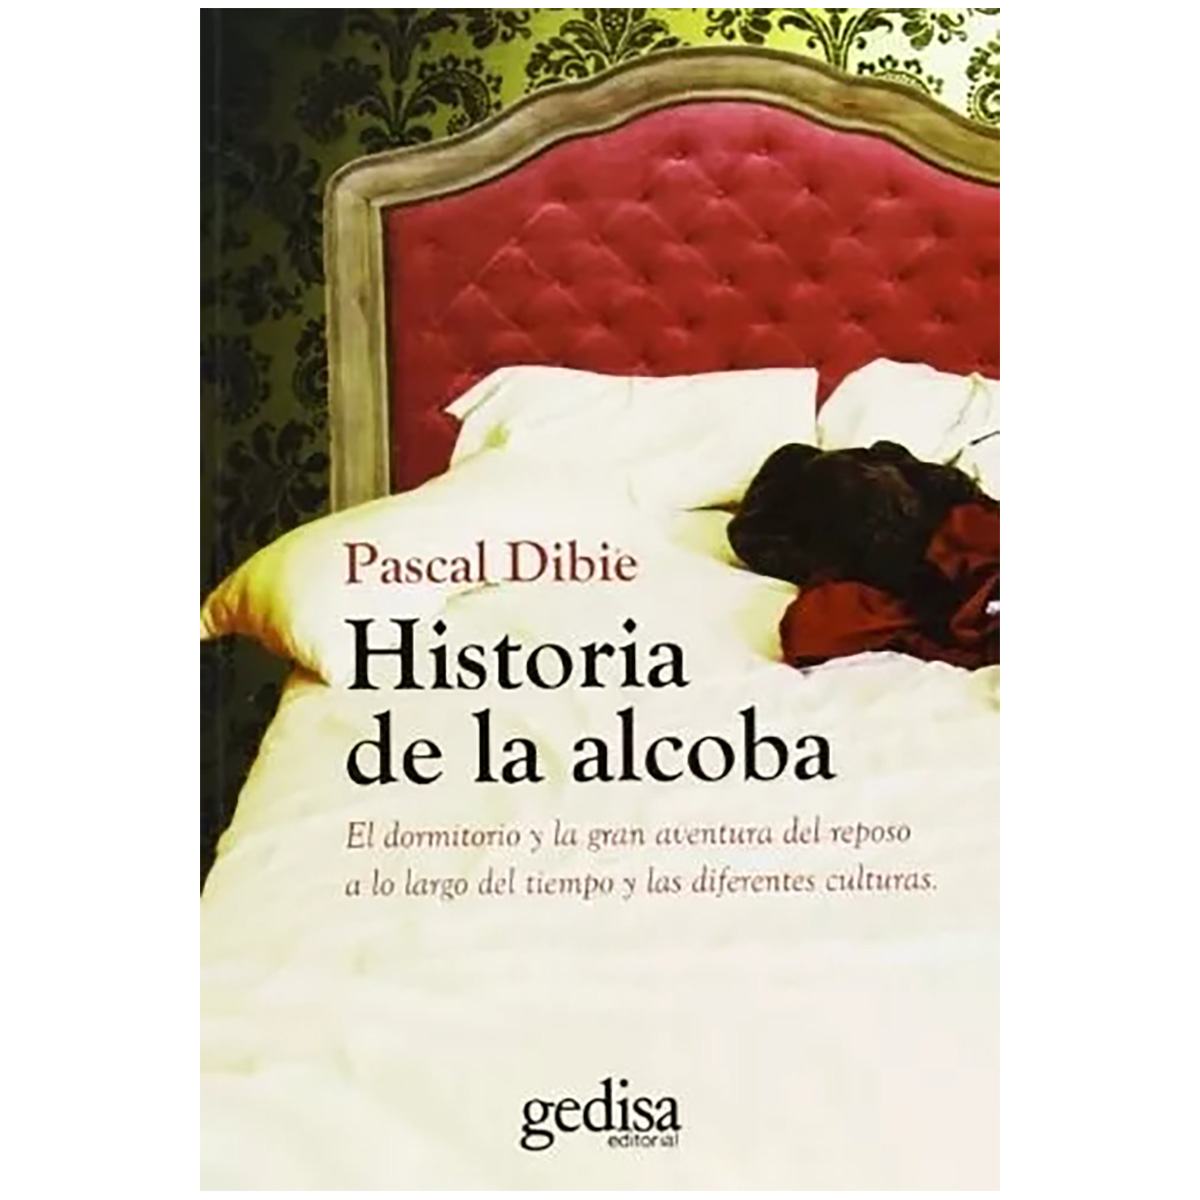 Pascal Dibie
Historia
de la alcoba
El dormitorio y la gran aventura del reposo
a lo largo del tiempo y las diferentes culturas.
gedisa
editorial